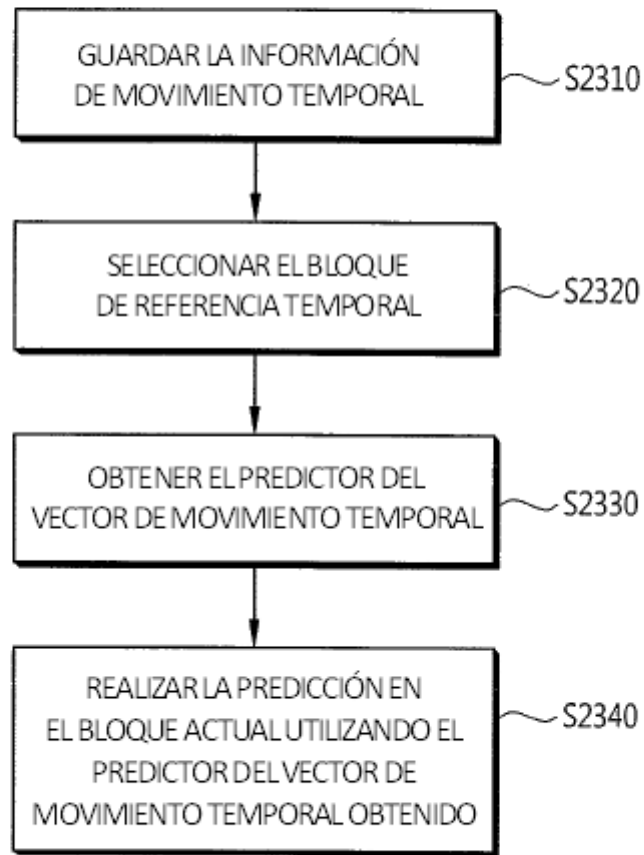 GUARDAR LA INFORMACIÓN
DE MOVIMIENTO TEMPORAL
S2310
SELECCIONAR EL BLOQUE
DE REFERENCIA TEMPORAL
S2320
OBTENER EL PREDICTOR DEL
VECTOR DE MOVIMIENTO TEMPORAL
S2330
REALIZAR LA PREDICCIÓN EN
EL BLOQUE ACTUAL UTILIZANDO EL
PREDICTOR DEL VECTOR DE
MOVIMIENTO TEMPORAL OBTENIDO
S2340